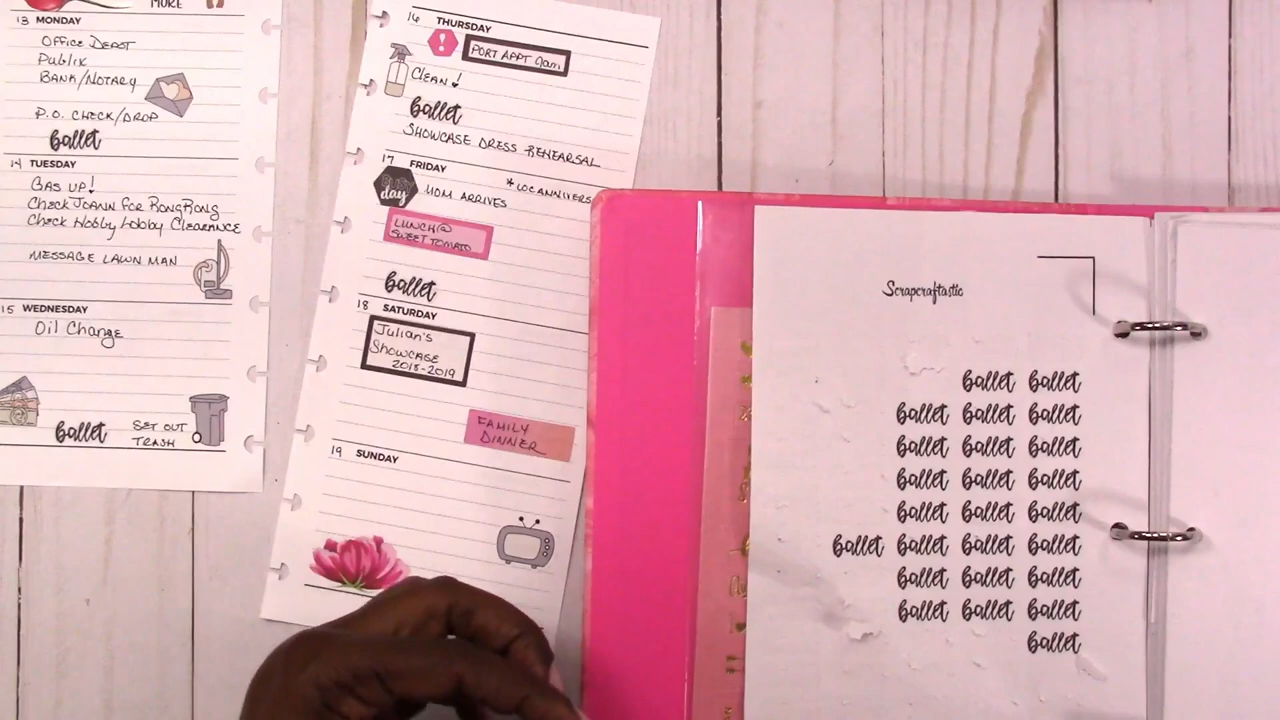 MORE
13 MONDAY
OFFICE DEPOT
Publix
BANK/NOTARY
P.O. CHECK/DROP
ballet
14 TUESDAY
GAS UP!
Check JOANN for RongRong
Check Hobby Lobby Clearance
MESSAGE LAWN MAN
15 WEDNESDAY
Oil Change
ballet
SET OUT
TRASH
16 THURSDAY
!
PORT APPT 9am
CLEAN!
ballet
SHOWCASE DRESS REHEARSAL
17 FRIDAY
BUSY
day
MOM ARRIVES
*LOC ANNIVERS
LUNCH@
SWEET TOMATO
ballet
18 SATURDAY
Julian's
SHOWCASE
2018-2019
FAMILY
DINNER
19 SUNDAY
Scrapcraftastic
ballet ballet
ballet ballet ballet
ballet ballet ballet
ballet ballet ballet
ballet ballet ballet
ballet ballet ballet ballet
ballet ballet ballet
ballet ballet ballet
ballet